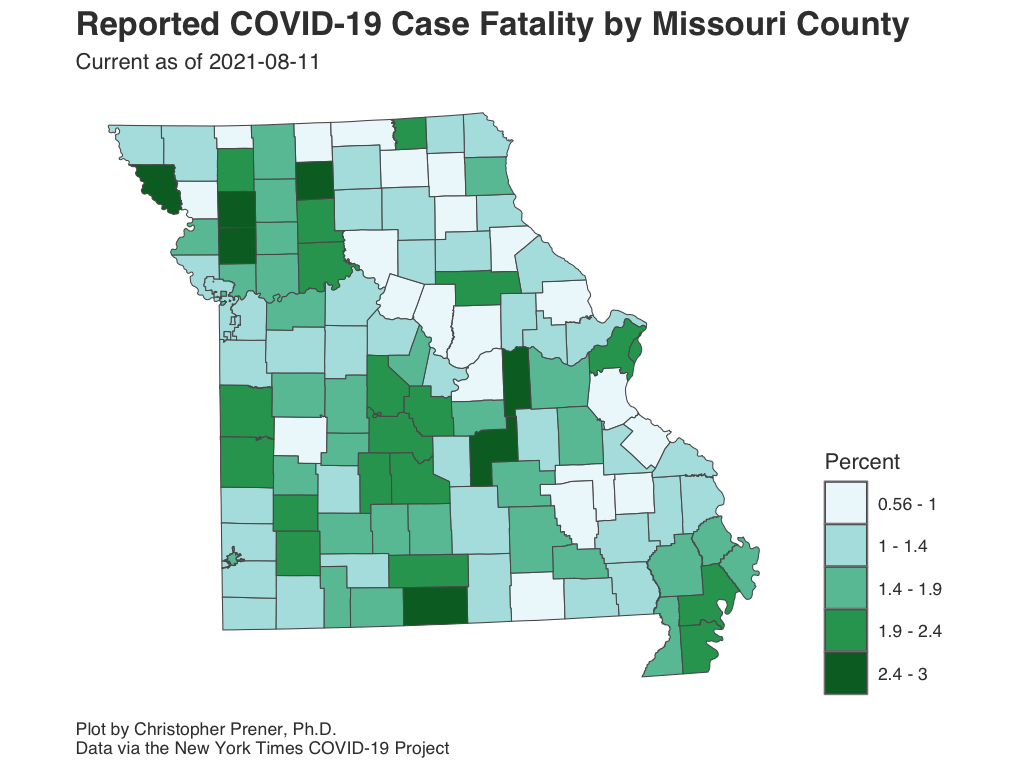 Reported COVID-19 Case Fatality by Missouri County
Current as of 2021-08-11
Percent
0.56 - 1
1 - 1.4
1.4 - 1.9
1.9 - 2.4
2.4 - 3
Plot by Christopher Prener, Ph.D.
Data via the New York Times COVID-19 Project